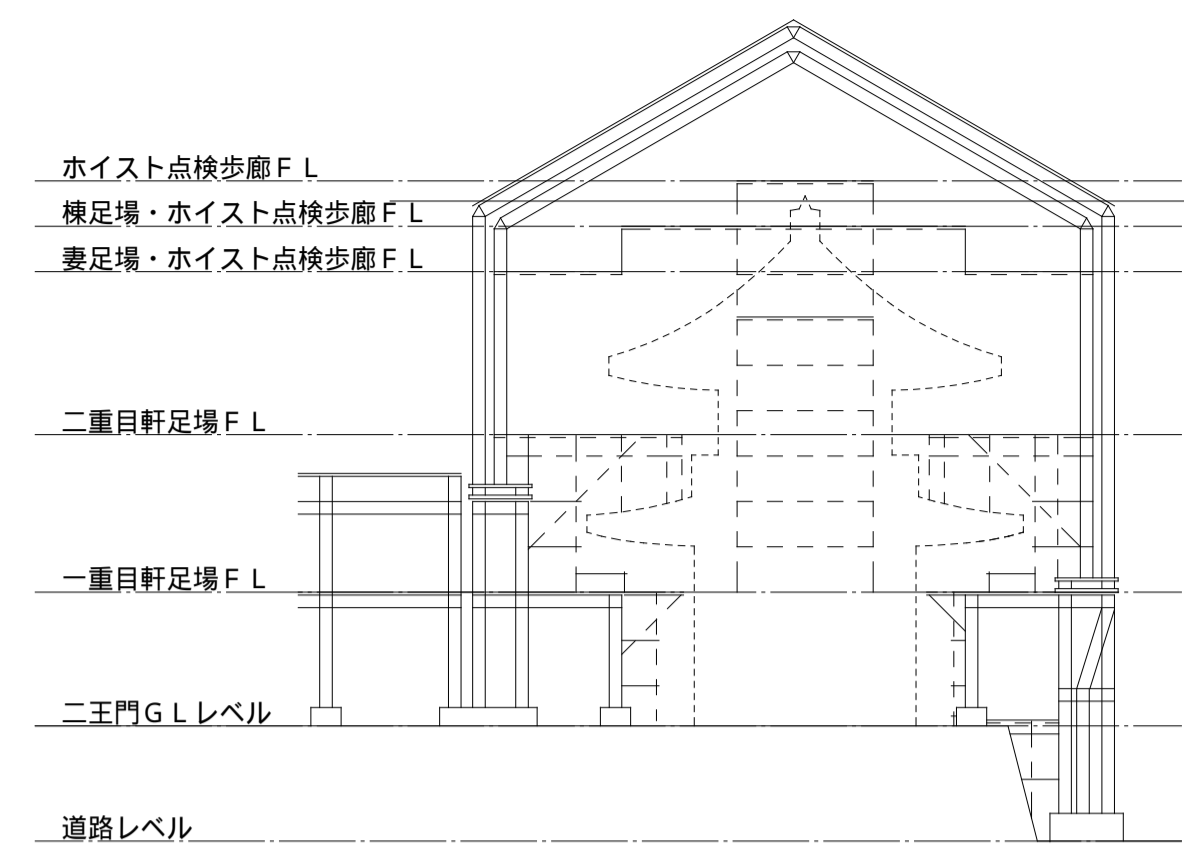 ホイスト点検歩廊ＦＬ
棟足場・ホイスト点検歩廊ＦＬ
妻足場・ホイスト点検歩廊ＦＬ
二重目軒足場ＦＬ
一重目軒足場ＦＬ
二王門ＧＬレベル
道路レベル